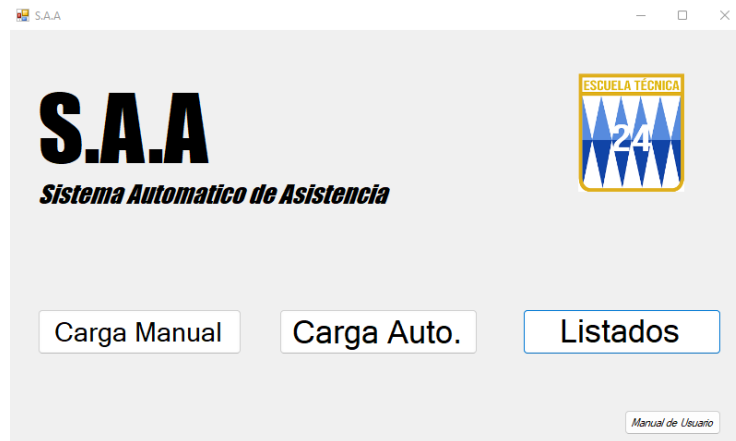 S.A.A
S.A.A
ESCUELA TÉCNICA
24
Sistema Automatico de Asistencia
Carga Manual
Carga Auto.
Listados
Manual de Usuario